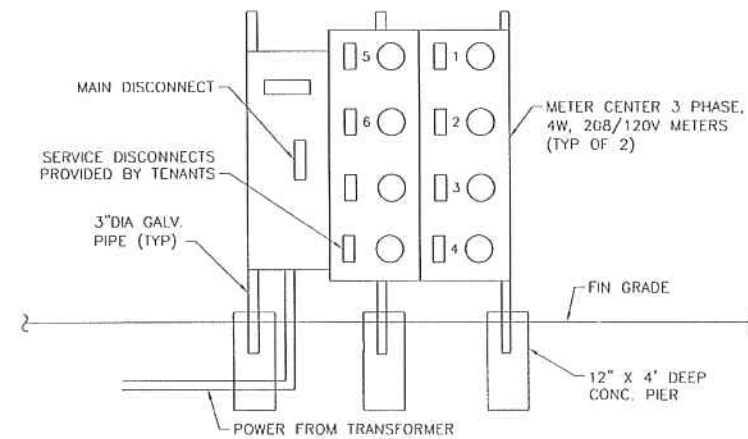 MAIN DISCONNECT
SERVICE DISCONNECTS
PROVIDED BY TENANTS
3"DIA GALV.
PIPE (TYP)
5
1
6
2
3
4
METER CENTER 3 PHASE,
4W, 208/120V METERS
(TYP OF 2)
FIN GRADE
12" X 4' DEEP
CONC. PIER
POWER FROM TRANSFORMER